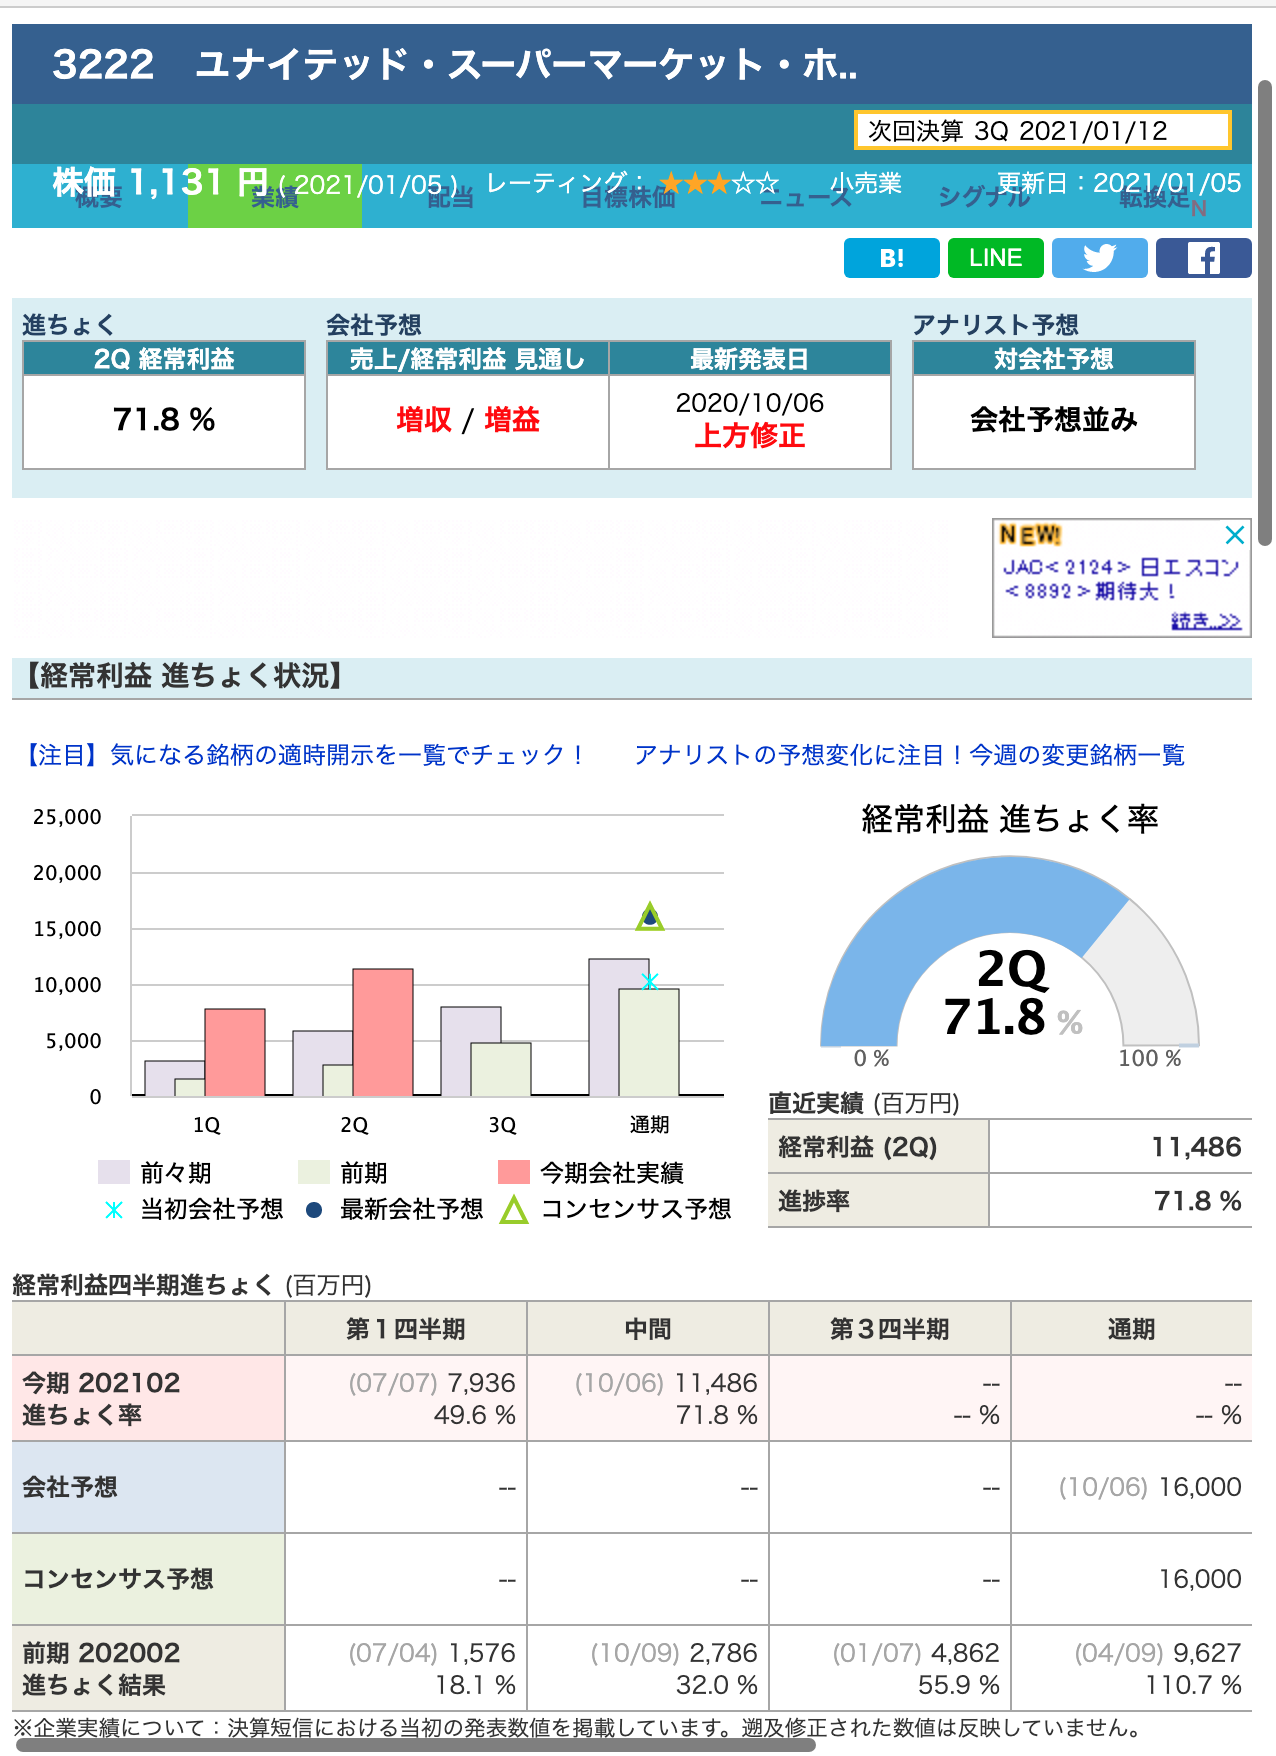 3222　ユナイテッド・スーパーマーケット・ホ..
次回決算 3Q 2021/01/12
株価 1,131 円 ( 2021/01/05 )　レーティング： ★★★☆☆　小売業　更新日：2021/01/05
概要　業績　配当　目標株価　ニュース　シグナル　転換足
N
B!　LINE
進ちょく　会社予想　アナリスト予想
2Q 経常利益　売上/経常利益 見通し　最新発表日　対会社予想
71.8 %　増収 / 増益　2020/10/06　会社予想並み
上方修正
NEW!
JAC<2124> 日エスコン
<8892>期待大！
続き..>>
【経常利益 進ちょく状況】
【注目】気になる銘柄の適時開示を一覧でチェック！　アナリストの予想変化に注目！今週の変更銘柄一覧
25,000
20,000
15,000
10,000
5,000
0
1Q　2Q　3Q　通期
前々期　前期　今期会社実績
当初会社予想　最新会社予想　コンセンサス予想
経常利益 進ちょく率
2Q
71.8 %
0 %　100 %
直近実績 (百万円)
経常利益 (2Q)　11,486
進捗率　71.8 %
経常利益四半期進ちょく (百万円)
第１四半期　中間　第３四半期　通期
今期 202102　(07/07) 7,936　(10/06) 11,486　--　--
進ちょく率　49.6 %　71.8 %　-- %　-- %
会社予想　--　--　--　(10/06) 16,000
コンセンサス予想　--　--　--　16,000
前期 202002　(07/04) 1,576　(10/09) 2,786　(01/07) 4,862　(04/09) 9,627
進ちょく結果　18.1 %　32.0 %　55.9 %　110.7 %
※企業実績について：決算短信における当初の発表数値を掲載しています。遡及修正された数値は反映していません。